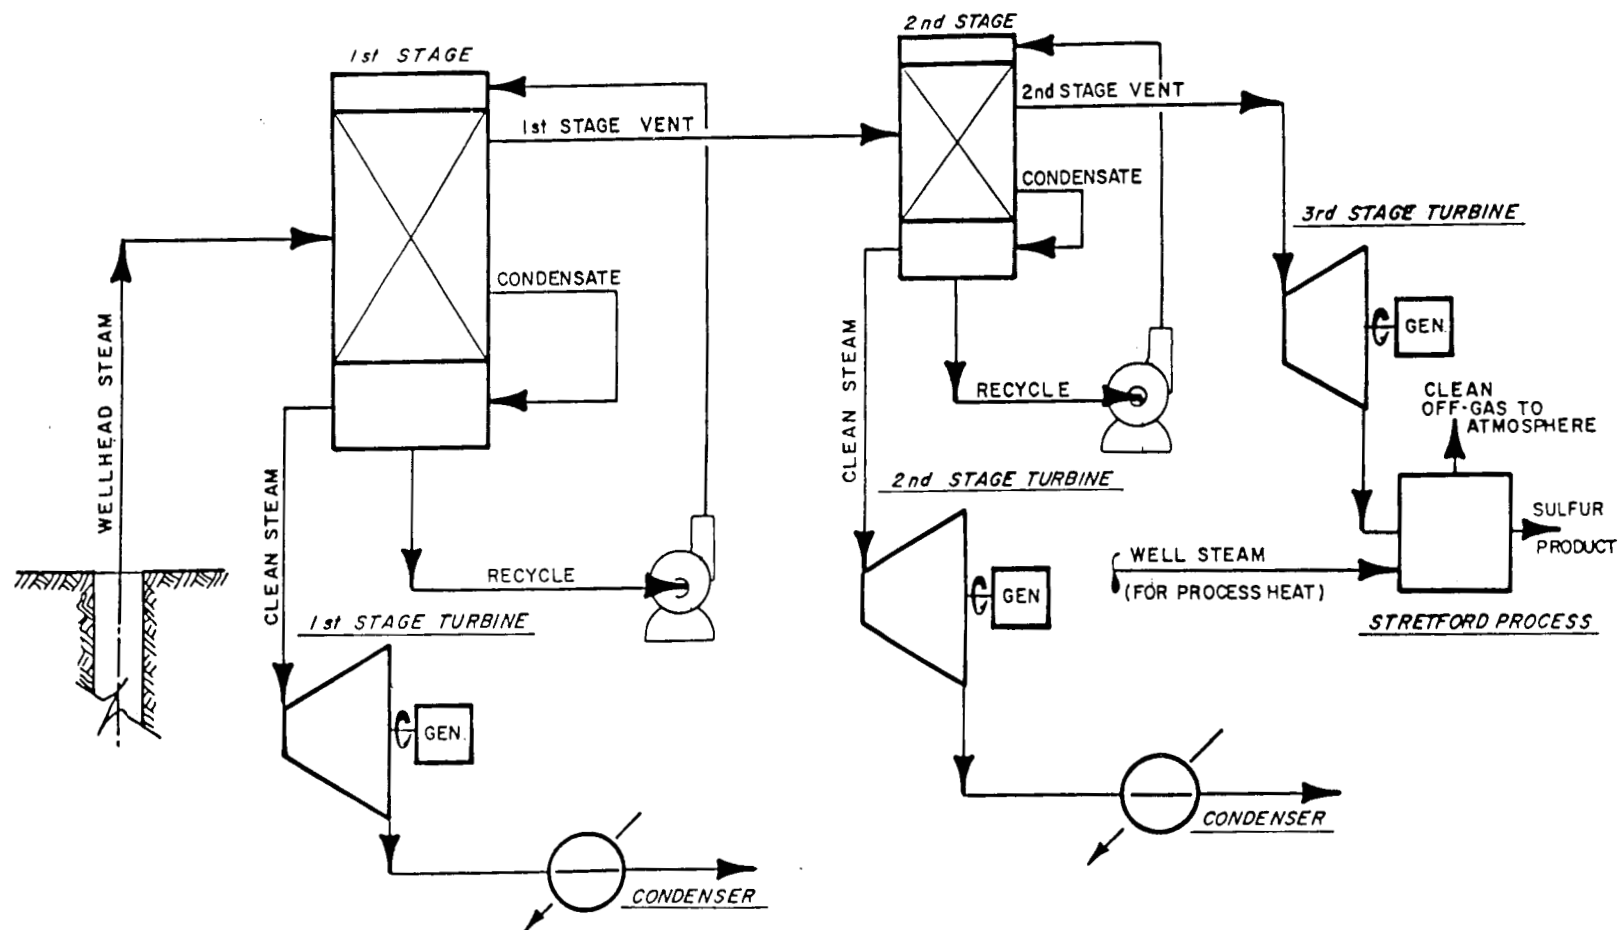 1st STAGE
2nd STAGE
2nd STAGE VENT
1st STAGE VENT
CONDENSATE
3rd STAGE TURBINE
CONDENSATE
WELLHEAD STEAM
CLEAN STEAM
GEN.
RECYCLE
CLEAN
OFF-GAS TO
ATMOSPHERE
CLEAN STEAM
2nd STAGE TURBINE
SULFUR
PRODUCT
WELL STEAM
(FOR PROCESS HEAT)
RECYCLE
GEN
1st STAGE TURBINE
STRETFORD PROCESS
GEN.
CONDENSER
CONDENSER